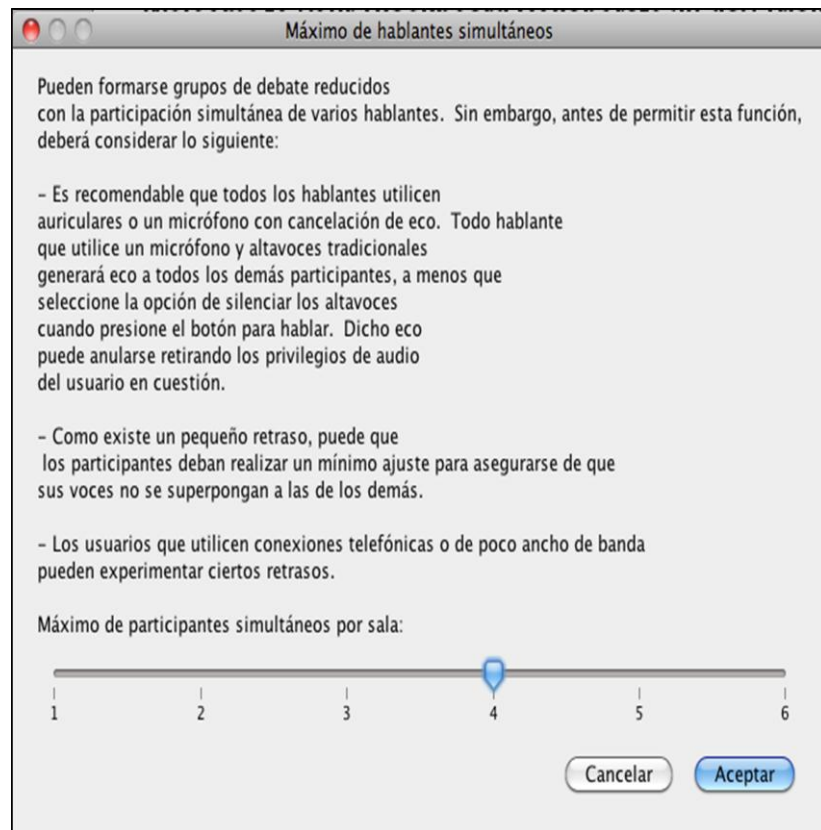 Máximo de hablantes simultáneos
Pueden formarse grupos de debate reducidos
con la participación simultánea de varios hablantes. Sin embargo, antes de permitir esta función,
deberá considerar lo siguiente:
– Es recomendable que todos los hablantes utilicen
auriculares o un micrófono con cancelación de eco. Todo hablante
que utilice un micrófono y altavoces tradicionales
generará eco a todos los demás participantes, a menos que
seleccione la opción de silenciar los altavoces
cuando presione el botón para hablar. Dicho eco
puede anularse retirando los privilegios de audio
del usuario en cuestión.
– Como existe un pequeño retraso, puede que
los participantes deban realizar un mínimo ajuste para asegurarse de que
sus voces no se superpongan a las de los demás.
– Los usuarios que utilicen conexiones telefónicas o de poco ancho de banda
pueden experimentar ciertos retrasos.
Máximo de participantes simultáneos por sala:
1 2 3 4 5 6
Cancelar Aceptar